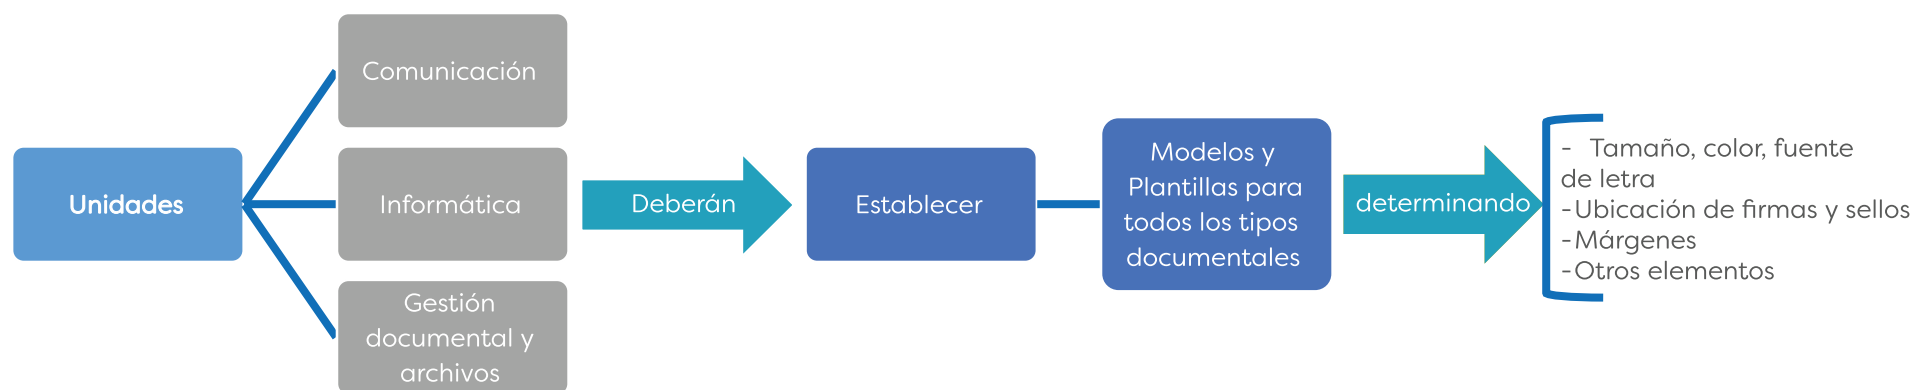 Unidades
Comunicación
Informática
Gestión
documental y
archivos
Deberán
Establecer
Modelos y
Plantillas para
todos los tipos
documentales
determinando
- Tamaño, color, fuente
de letra
-Ubicación de firmas y sellos
-Márgenes
-Otros elementos